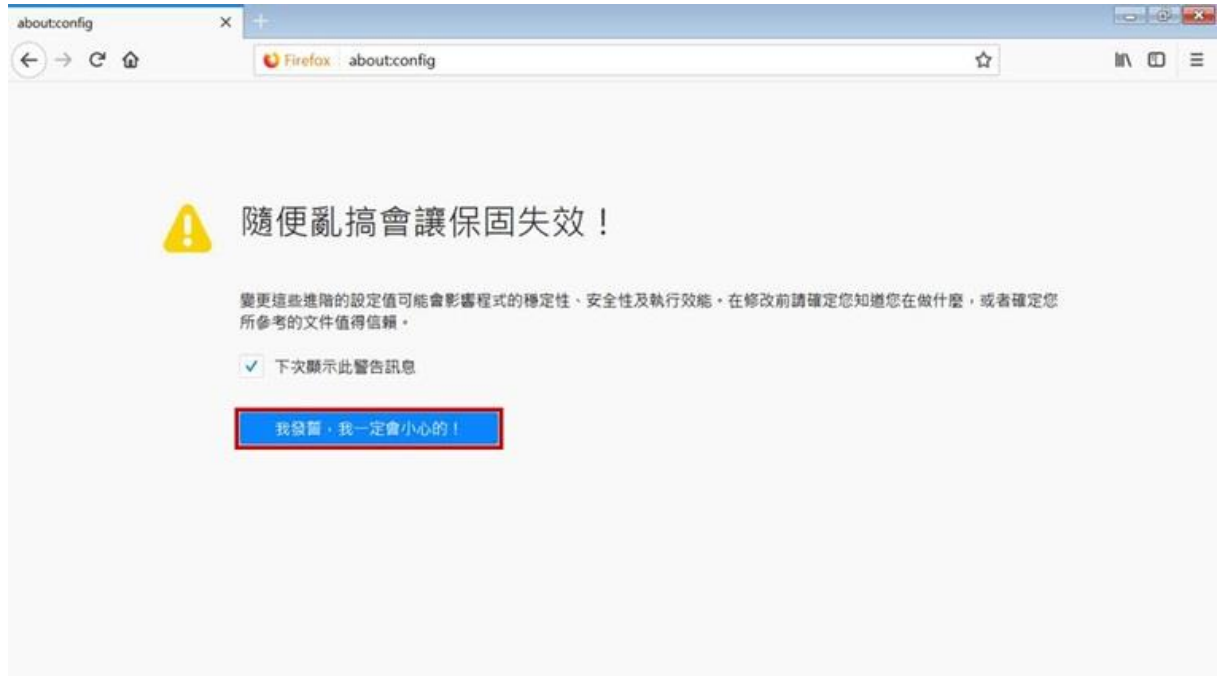 about:config
Firefox about:config
隨便亂搞會讓保固失效！
變更這些進階的設定值可能會影響程式的穩定性、安全性及執行效能。在修改前請確定您知道您在做什麼，或者確定您
所參考的文件值得信賴。
下次顯示此警告訊息
我發誓，我一定會小心的！